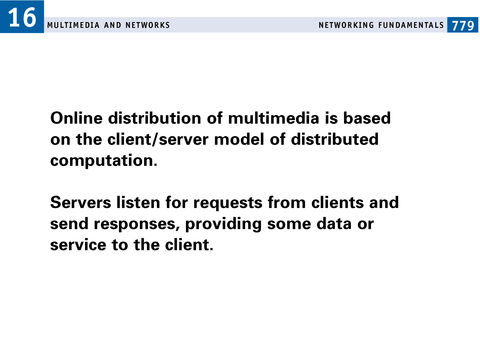 16 MULTIMEDIA AND NETWORKS NETWORKING FUNDAMENTALS 779
Online distribution of multimedia is based
on the client/server model of distributed
computation.
Servers listen for requests from clients and
send responses, providing some data or
service to the client.